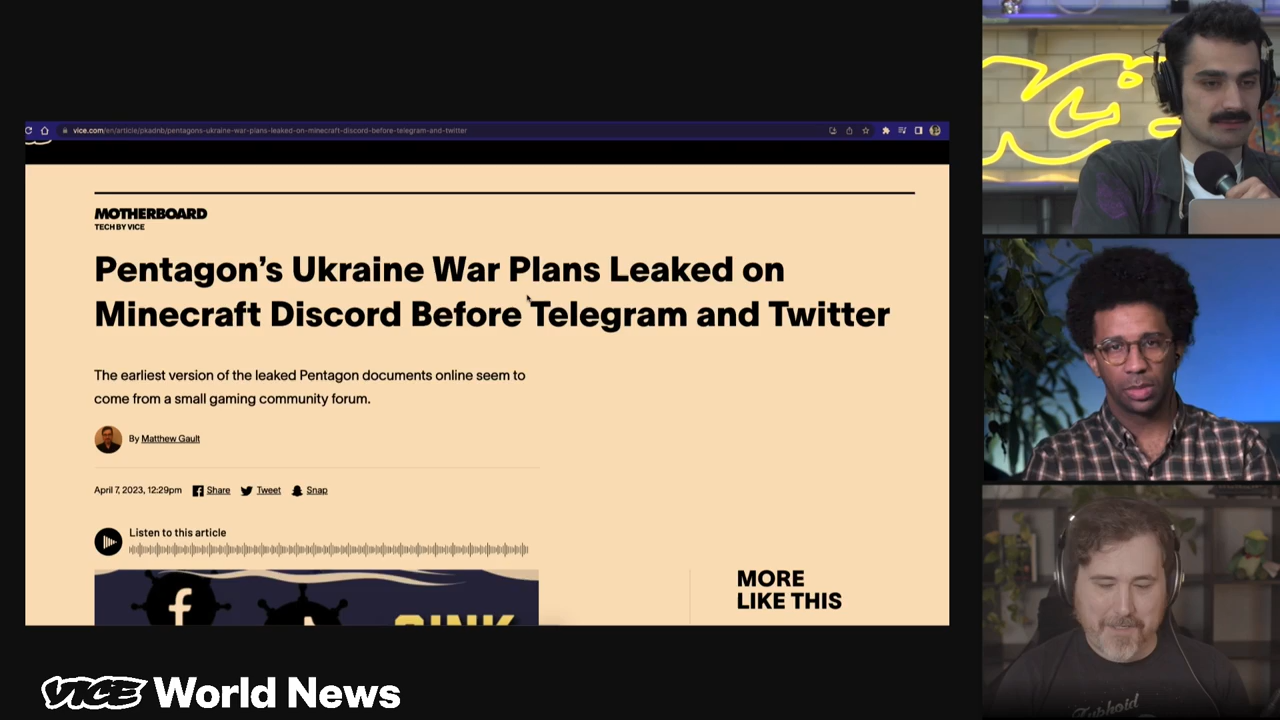 vice.com/en/article/pkadnb/pentagons-ukraine-war-plans-leaked-on-minecraft-discord-before-telegram-and-twitter
MOTHERBOARD
TECH BY VICE
Pentagon’s Ukraine War Plans Leaked on
Minecraft Discord Before Telegram and Twitter
The earliest version of the leaked Pentagon documents online seem to
come from a small gaming community forum.
By Matthew Gault
April 7, 2023, 12:29pm Share Tweet Snap
Listen to this article
MORE
LIKE THIS
VICE World News